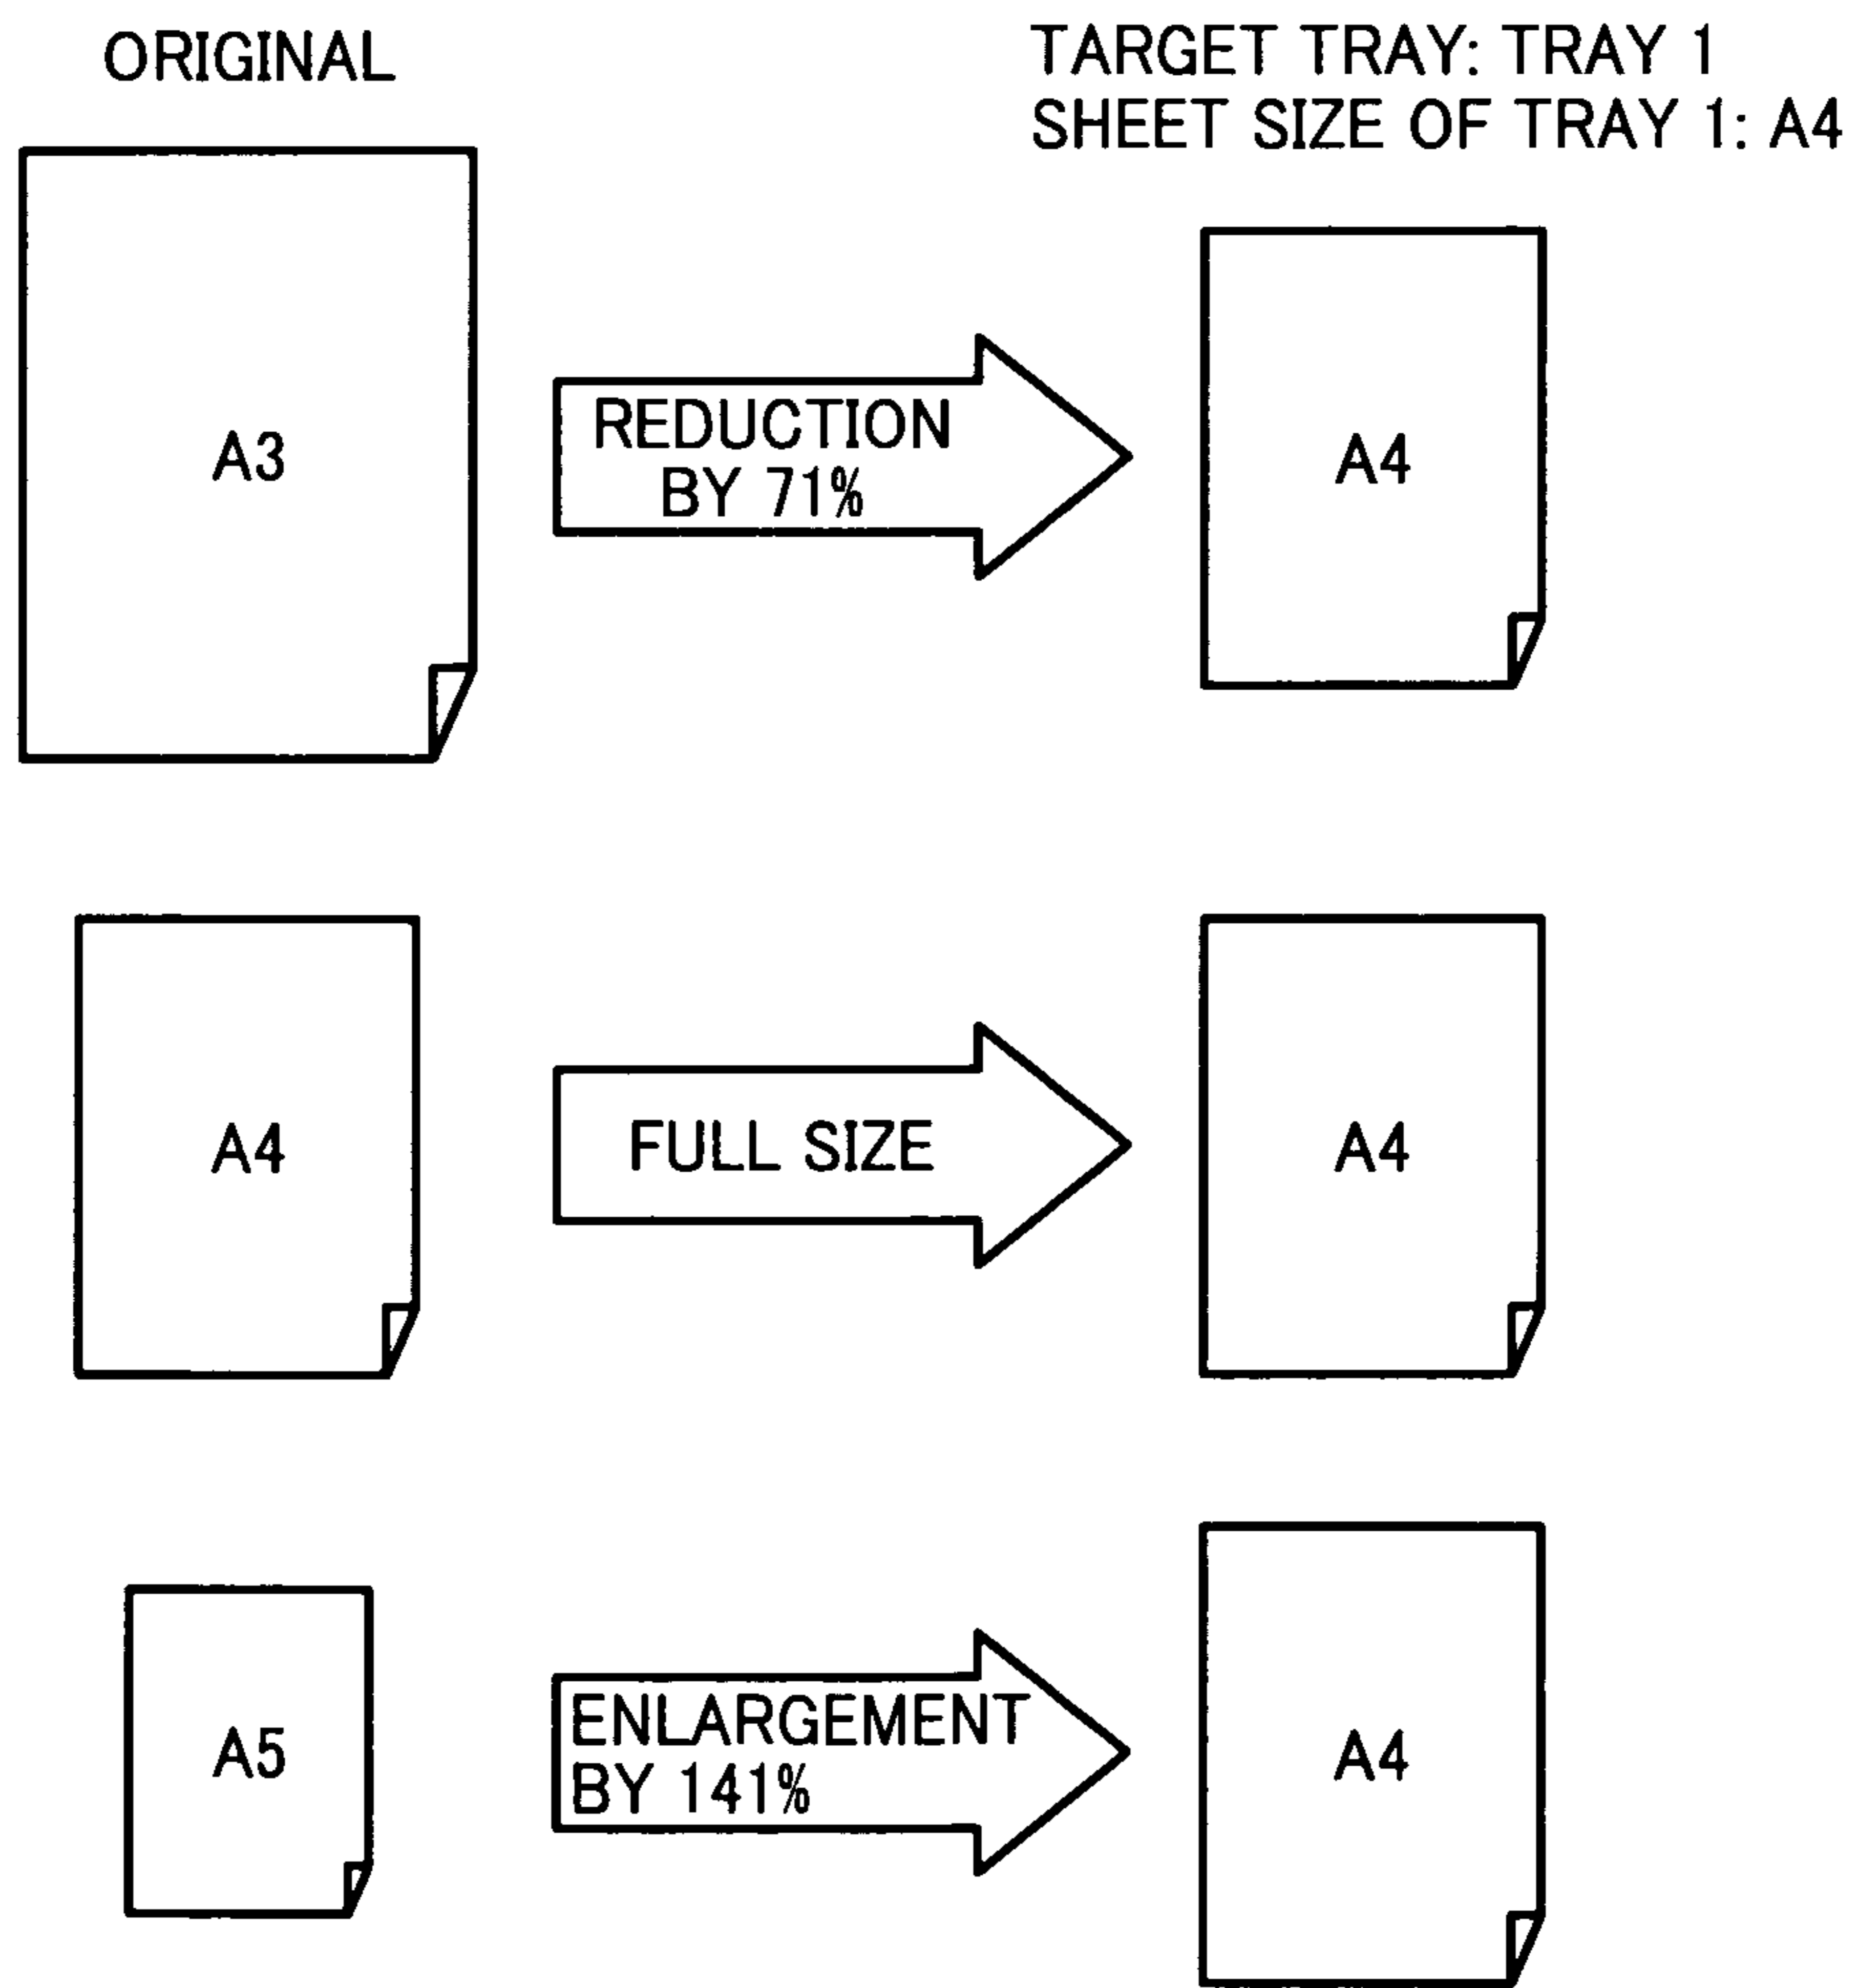 ORIGINAL
TARGET TRAY: TRAY 1
SHEET SIZE OF TRAY 1: A4
A3
REDUCTION
BY 71%
A4
A4
FULL SIZE
A4
A5
ENLARGEMENT
BY 141%
A4